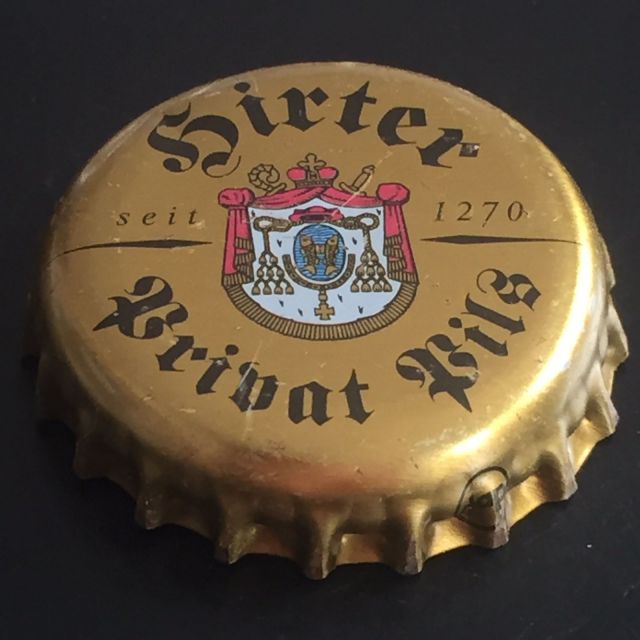 Hirter
seit 1270
Privat Pils